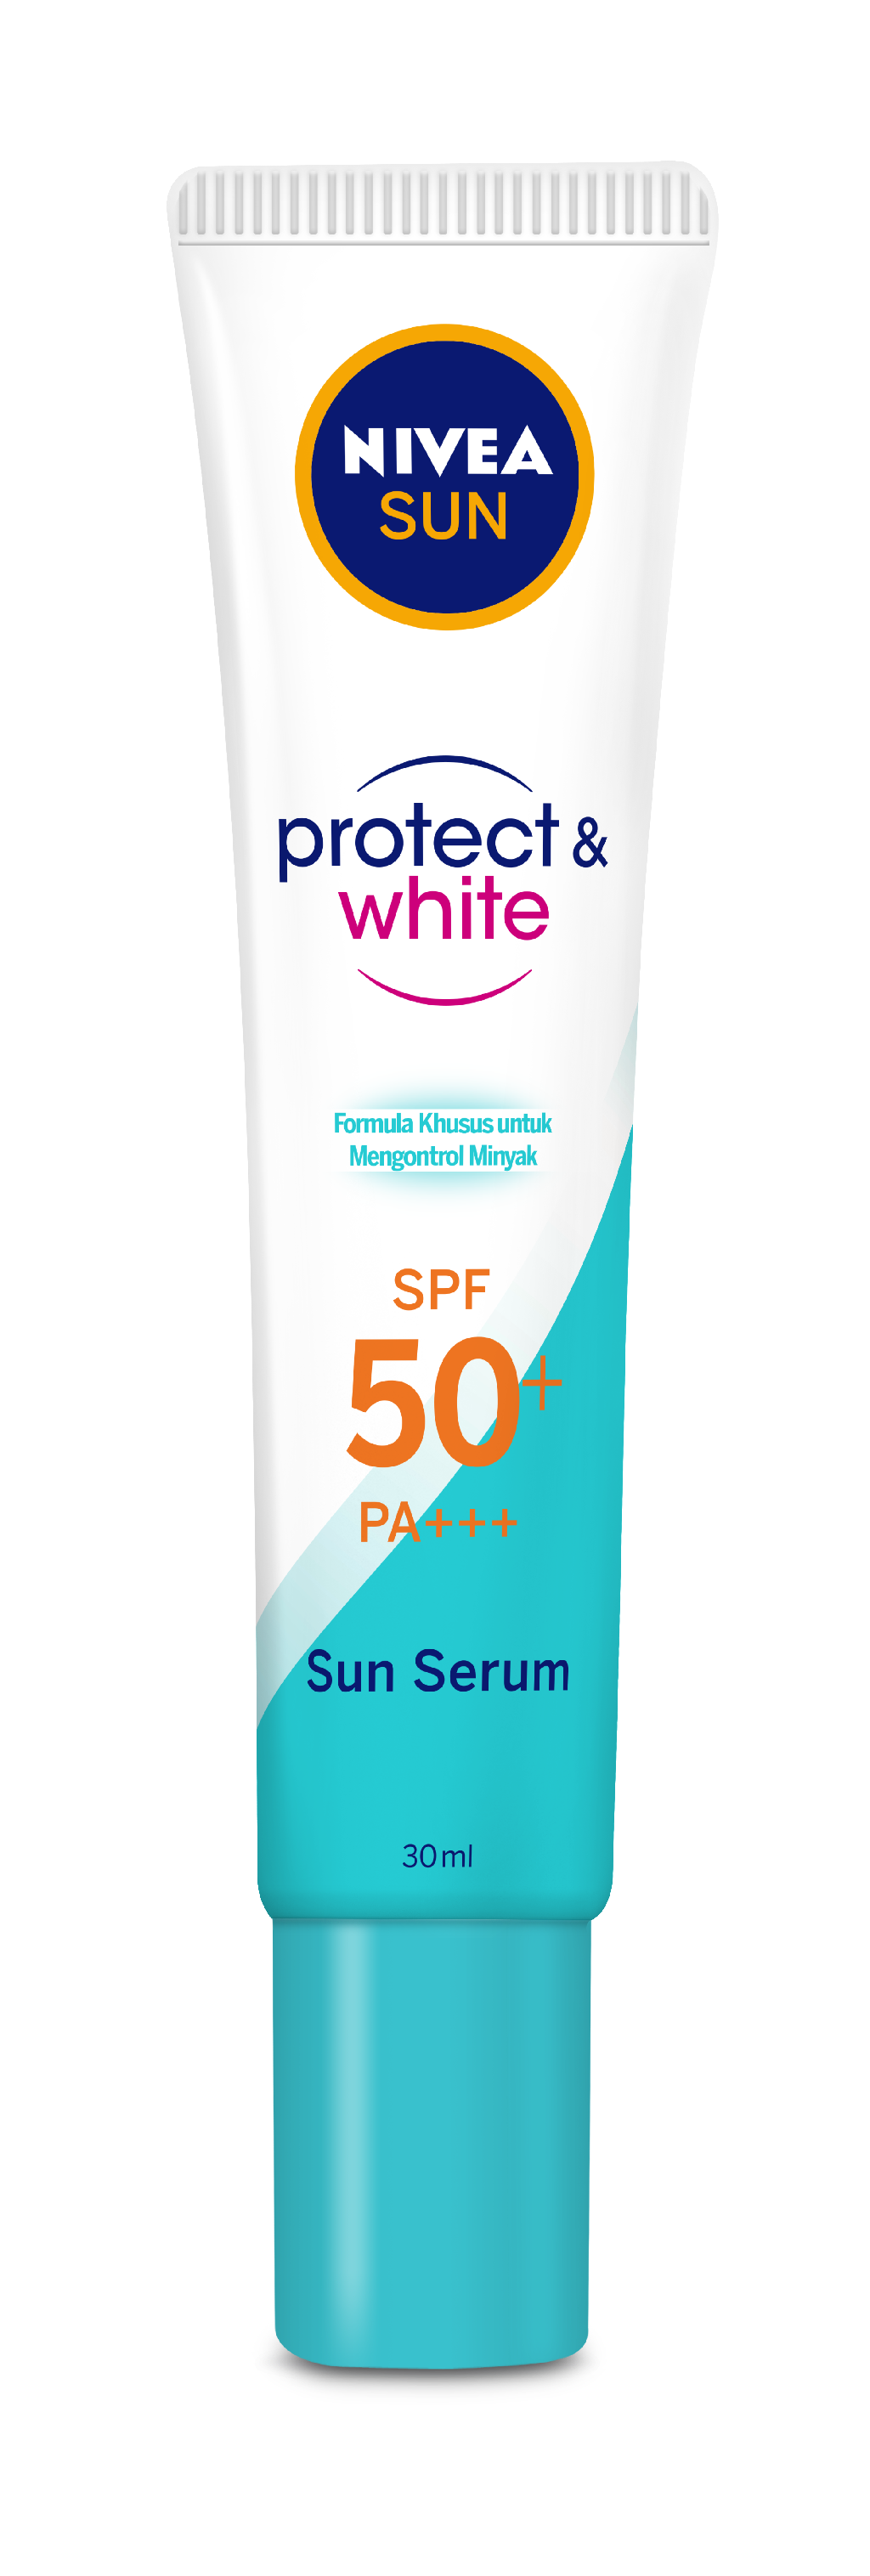 NIVEA
SUN
protect &
white
Formula Khusus untuk
Mengontrol Minyak
SPF
50+
PA+++
Sun Serum
30ml